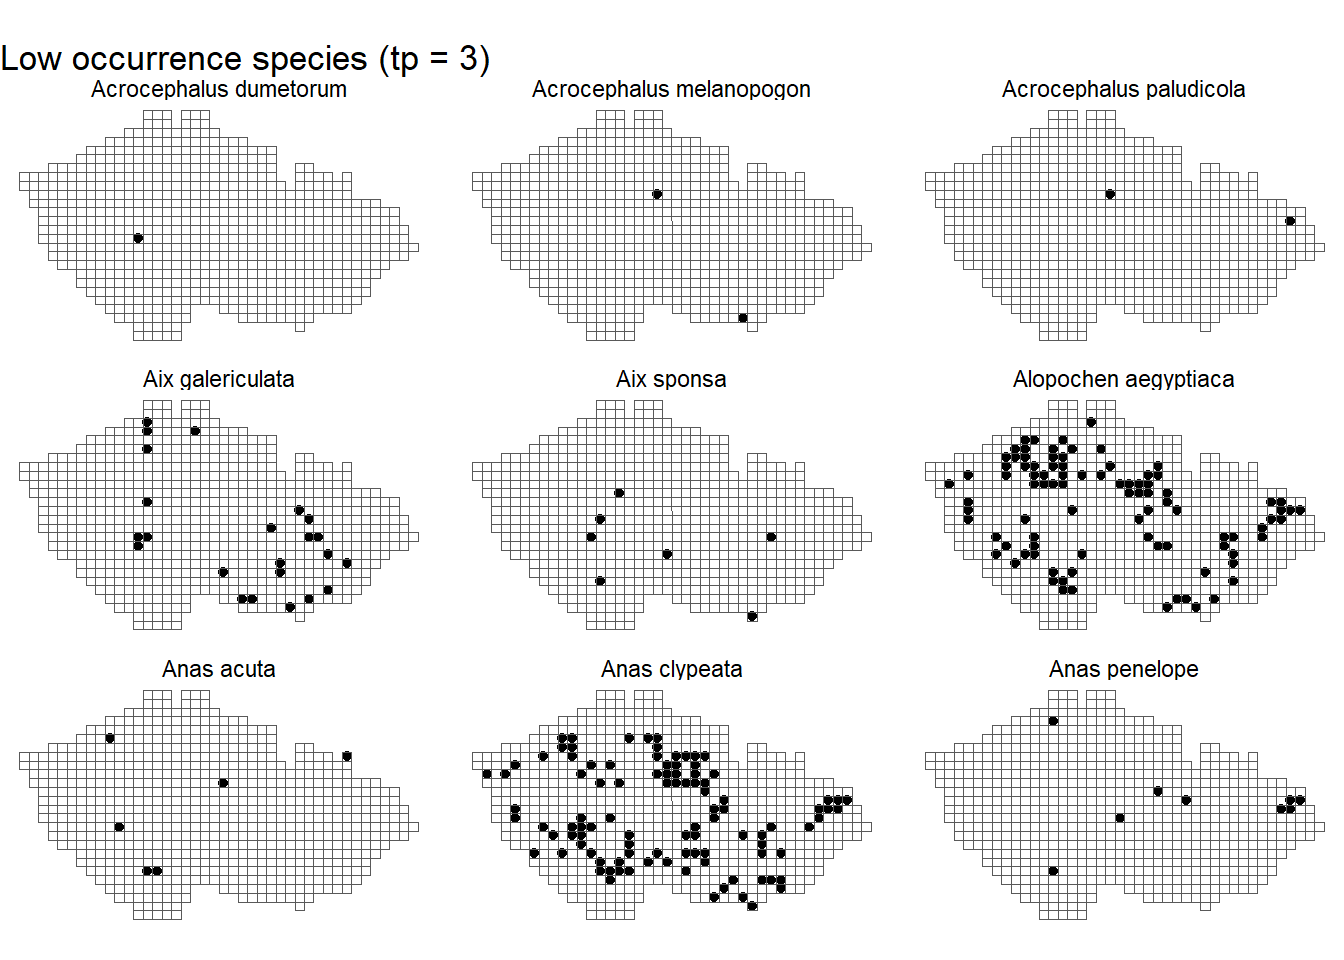 Low occurrence species (tp = 3)
Acrocephalus dumetorum
Acrocephalus melanopogon
Acrocephalus paludicola
Aix galericulata
Aix sponsa
Alopochen aegyptiaca
Anas acuta
Anas clypeata
Anas penelope